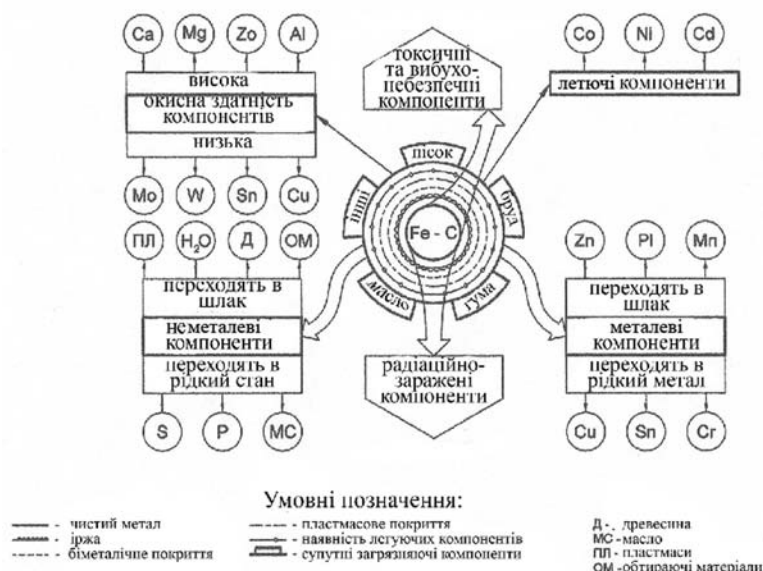 Ca Mg Zo Al
висока
окисна здатність
компонентів
низька
Mo W Sn Cu
токсичні
та вибухо-
небезпечні
компоненти
Co Ni Cd
летючі компоненти
пісок
інші
бруд
Fe - C
масло
гума
ПЛ H₂O Д ОМ
переходять в
шлак
неметалеві
компоненти
переходять в
рідкий стан
S P МС
радіаційно-
заражені
компоненти
Zn Pl Mn
переходять в
шлак
металеві
компоненти
переходять в
рідкий метал
Cu Sn Cr
Умовні позначення:
- чистий метал
- іржа
- біметалічне покриття
- пластмасове покриття
- наявність легуючих компонентів
- супутні загрязняючі компоненти
Д - . древесина
МС - масло
ПЛ - пластмаси
ОМ -обтираючі матеріали